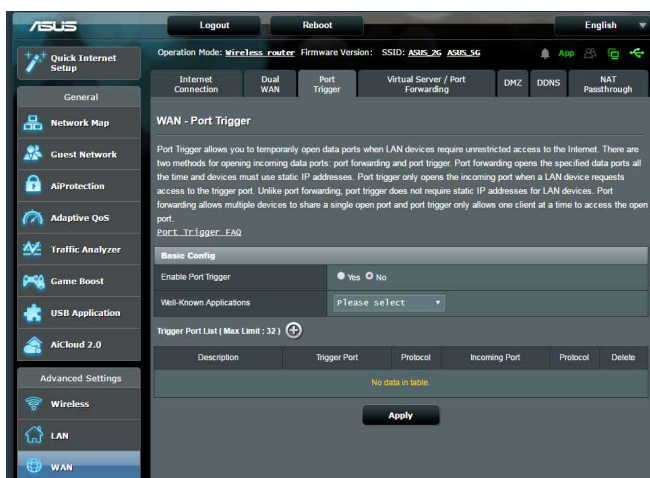 ASUS
Logout
Reboot
English
Quick Internet
Setup
Operation Mode: Wireless router Firmware Version: SSID: ASUS_2G ASUS_5G
App
Internet
Connection
Dual
WAN
Port
Trigger
Virtual Server / Port
Forwarding
DMZ
DDNS
NAT
Passthrough
General
Network Map
Guest Network
AiProtection
Adaptive QoS
Traffic Analyzer
Game Boost
USB Application
AiCloud 2.0
Advanced Settings
Wireless
LAN
WAN
WAN - Port Trigger
Port Trigger allows you to temporarily open data ports when LAN devices require unrestricted access to the Internet. There are
two methods for opening incoming data ports: port forwarding and port trigger. Port forwarding opens the specified data ports all
the time and devices must use static IP addresses. Port trigger only opens the incoming port when a LAN device requests
access to the trigger port. Unlike port forwarding, port trigger does not require static IP addresses for LAN devices. Port
forwarding allows multiple devices to share a single open port and port trigger only allows one client at a time to access the open
port.
Port Trigger FAQ
Basic Config
Enable Port Trigger
Yes No
Well-Known Applications
Please select
Trigger Port List ( Max Limit : 32 )
Description Trigger Port Protocol Incoming Port Protocol Delete
No data in table.
Apply